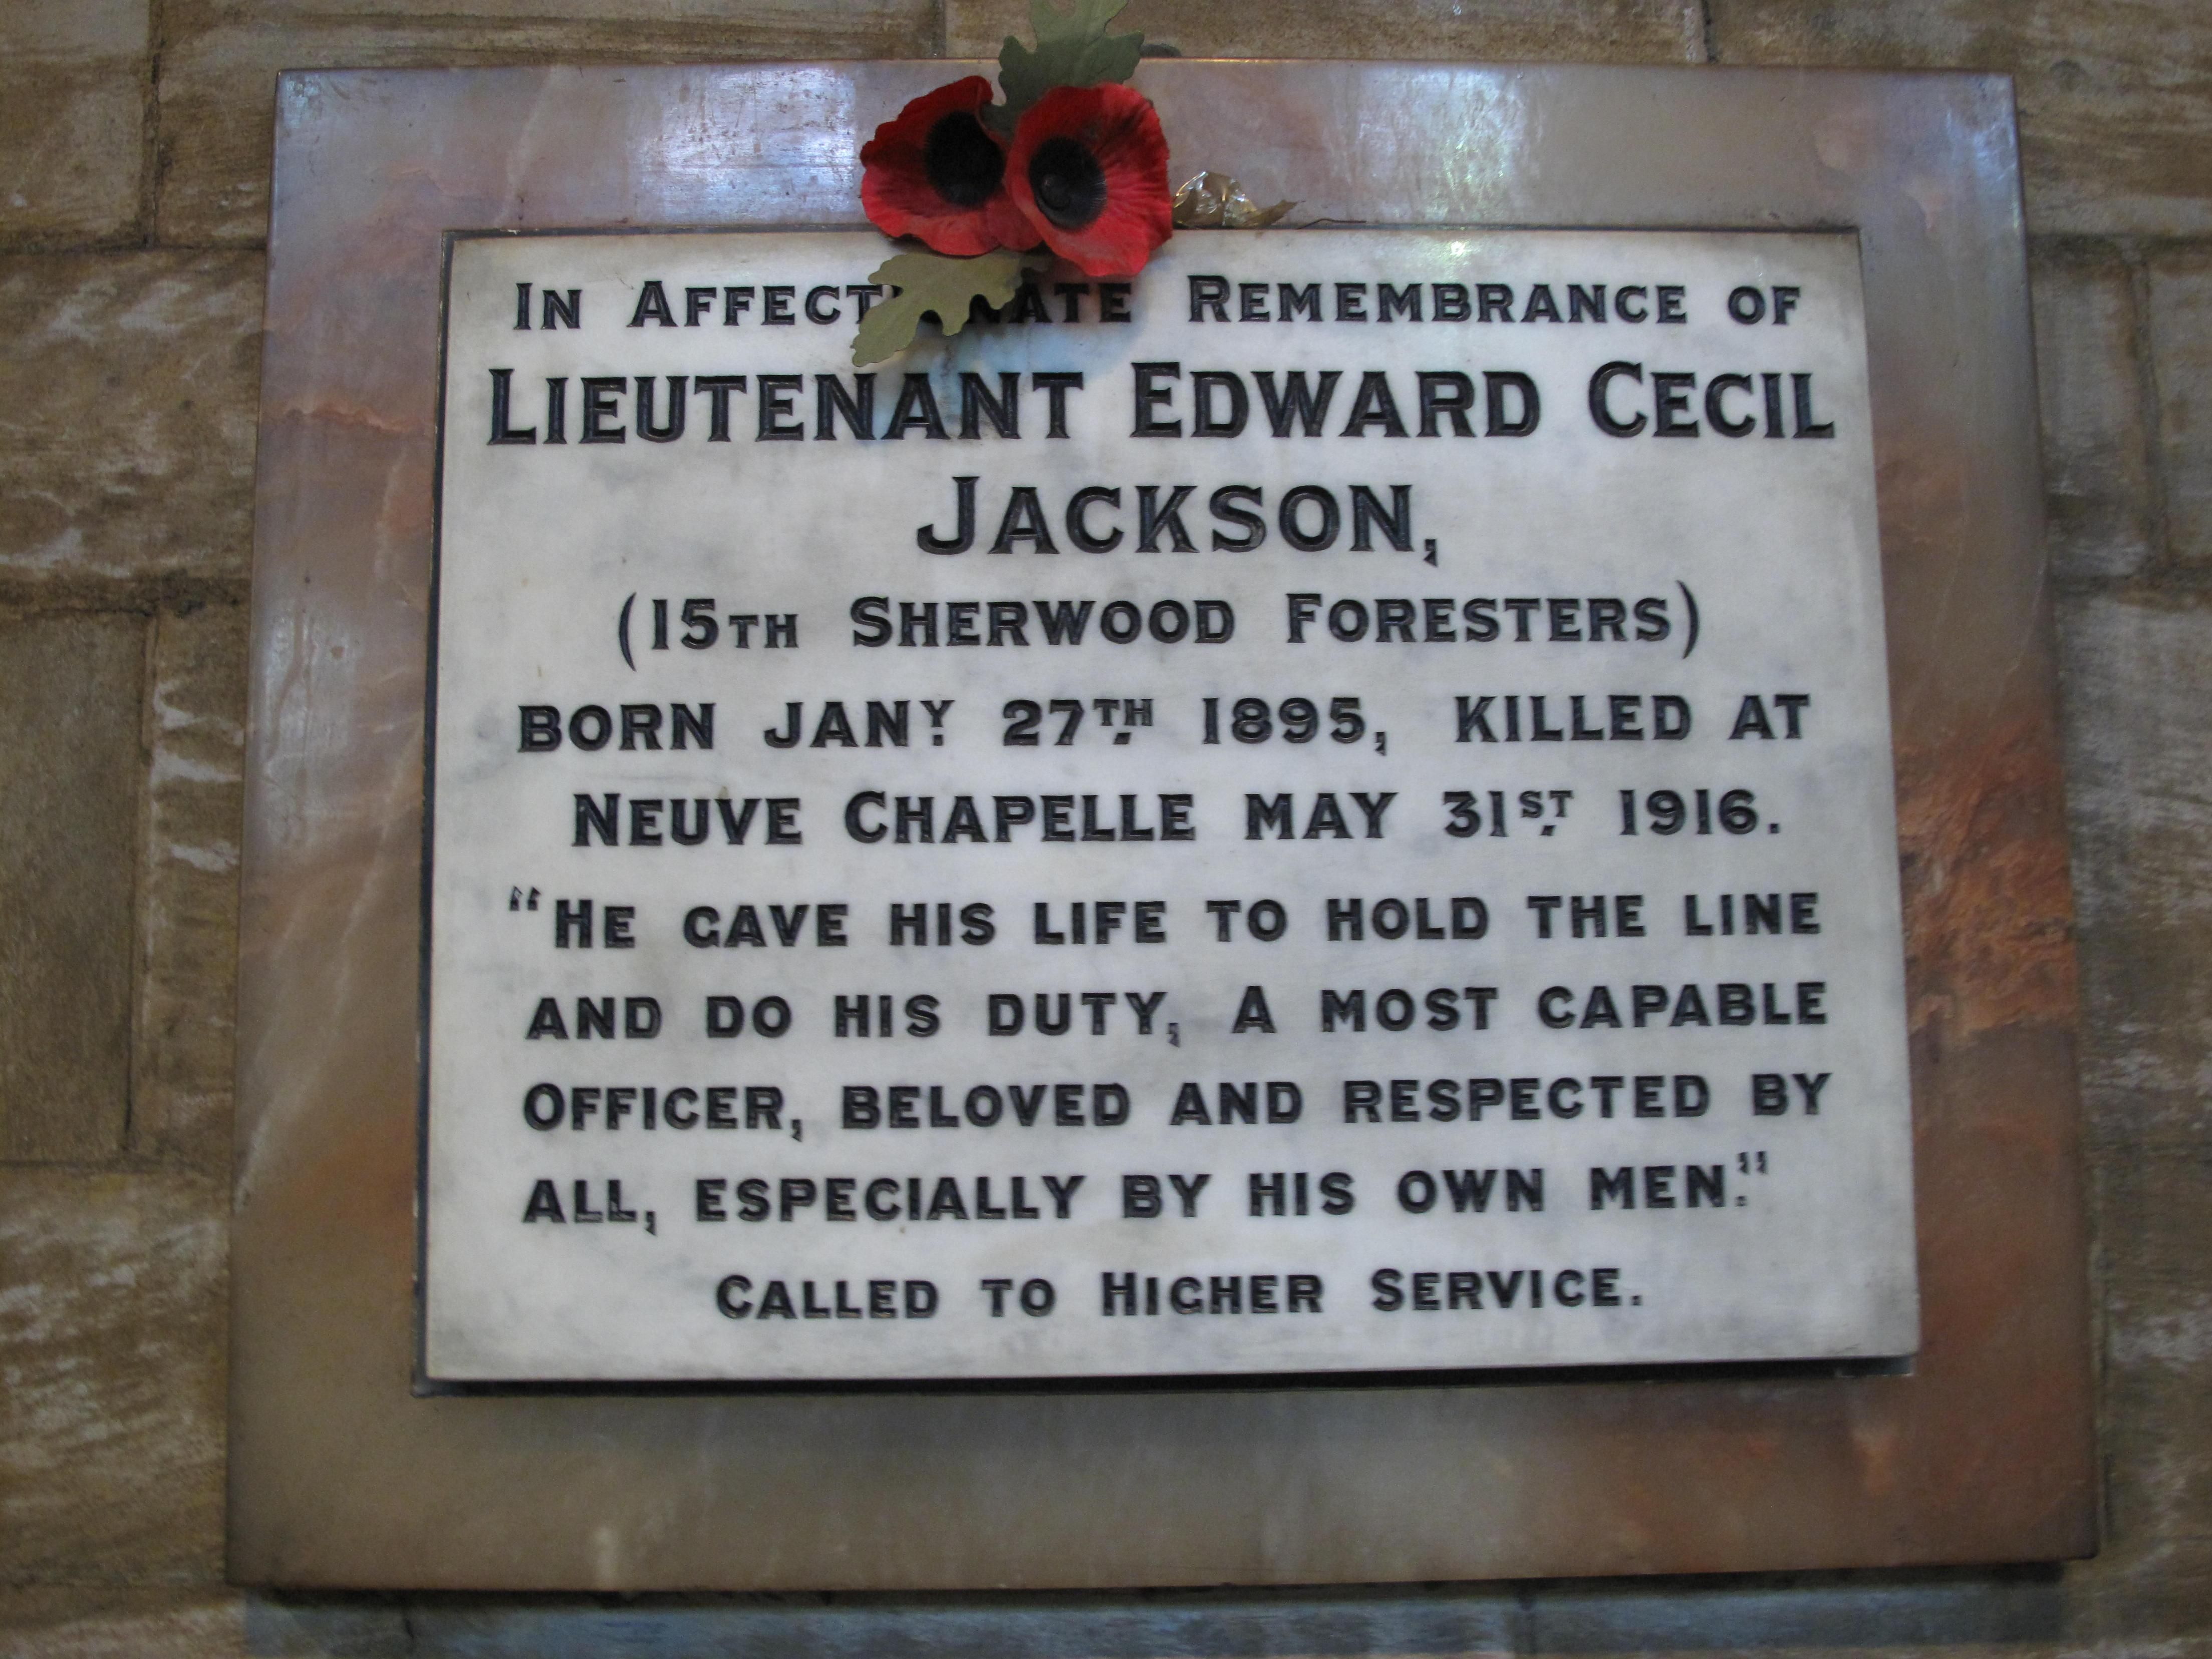 IN AFFECTIONATE REMEMBRANCE OF
LIEUTENANT EDWARD CECIL
JACKSON,
(15TH SHERWOOD FORESTERS)
BORN JANY. 27TH 1895, KILLED AT
NEUVE CHAPELLE MAY 31ST 1916.
“HE GAVE HIS LIFE TO HOLD THE LINE
AND DO HIS DUTY, A MOST CAPABLE
OFFICER, BELOVED AND RESPECTED BY
ALL, ESPECIALLY BY HIS OWN MEN.”
CALLED TO HIGHER SERVICE.